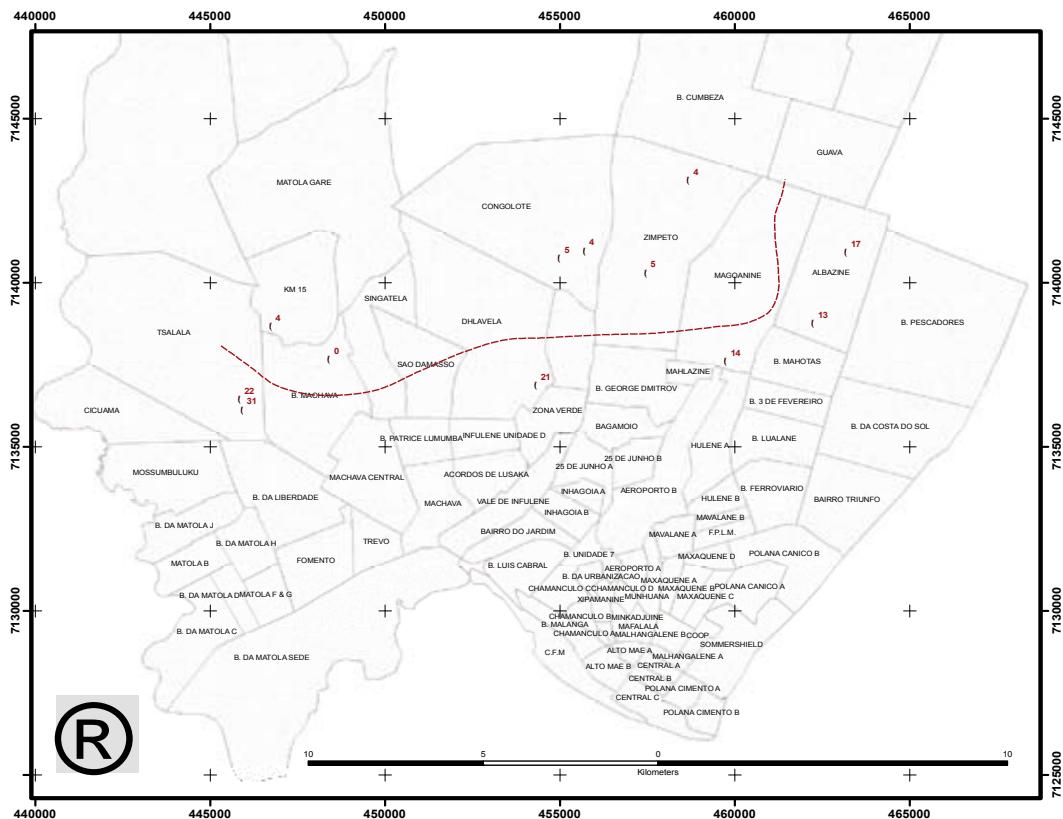 440000 445000 450000 455000 460000 465000
7145000 7145000
B. CUMBEZA
GUAVA
MATOLA GARE
4
CONGOLOTE
ZIMPETO
5 4 17
5
MAGOANINE ALBAZINE
7140000 7140000
KM 15
SINGATELA
4
TSALALA
DHLAVELA
13
B. PESCADORES
0
SAO DAMASSO
14
B. MAHOTAS
MAHLAZINE
21
22
B. MACHAVA
B. GEORGE DMITROV
31
CICUAMA
ZONA VERDE
B. 3 DE FEVEREIRO
BAGAMOIO
B. DA COSTA DO SOL
7135000 7135000
B. PATRICE LUMUMBA INFULENE UNIDADE D
HULENE A
B. LUALANE
25 DE JUNHO B
25 DE JUNHO A
MOSSUMBULUKU
MACHAVA CENTRAL
ACORDOS DE LUSAKA
B. DA LIBERDADE
INHAGOIA A
AEROPORTO B
B. FERROVIARIO
MACHAVA
VALE DE INFULENE
HULENE B
BAIRRO TRIUNFO
INHAGOIA B
MAVALANE B
B. DA MATOLA J
BAIRRO DO JARDIM
MAVALANE A
F.P.L.M.
B. DA MATOLA H
TREVO
B. UNIDADE 7
MAXAQUENE D
POLANA CANICO B
MATOLA B
FOMENTO
B. LUIS CABRAL
AEROPORTO A
B. DA URBANIZACAO
MAXAQUENE A
CHAMANCULO C CHAMANCULO D
MAXAQUENE B
POLANA CANICO A
B. DA MATOLA D MATOLA F & G
XIPAMANINE
MUNHUANA
MAXAQUENE C
7130000 7130000
CHAMANCULO B MINKADJUINE
B. DA MATOLA C
B. MALANGA
MAFALALA
CHAMANCULO A MALHANGALENE B COOP
SOMMERSHIELD
C.F.M
ALTO MAE A
MALHANGALENE A
B. DA MATOLA SEDE
ALTO MAE B
CENTRAL A
CENTRAL B
POLANA CIMENTO A
CENTRAL C
POLANA CIMENTO B
®
10 5 0 10
Kilometers
7125000 7125000
440000 445000 450000 455000 460000 465000